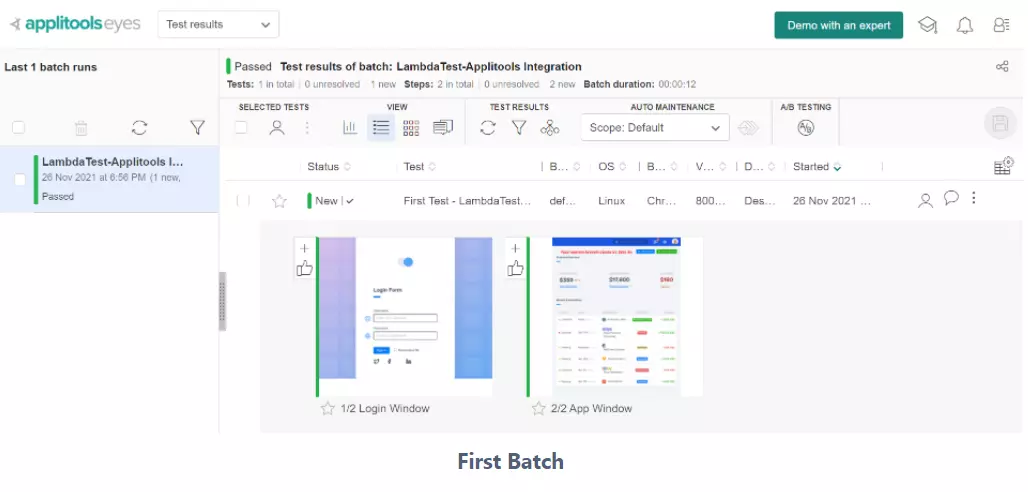 applitools eyes Test results Demo with an expert
Last 1 batch runs
Passed Test results of batch: LambdaTest-Applitools Integration
Tests: 1 in total | 0 unresolved 1 new Steps: 2 in total | 0 unresolved 2 new Batch duration: 00:00:12
SELECTED TESTS VIEW TEST RESULTS AUTO MAINTENANCE A/B TESTING
Scope: Default A/B
LambdaTest-Applitools I...
26 Nov 2021 at 6:56 PM (1 new,
Passed
Status Test B... OS B... V... D... Started
New First Test - LambdaTest... def... Linux Chr... 800... Des... 26 Nov 2021 ...
Login Form
$350 $17,800 $180
1/2 Login Window 2/2 App Window
First Batch